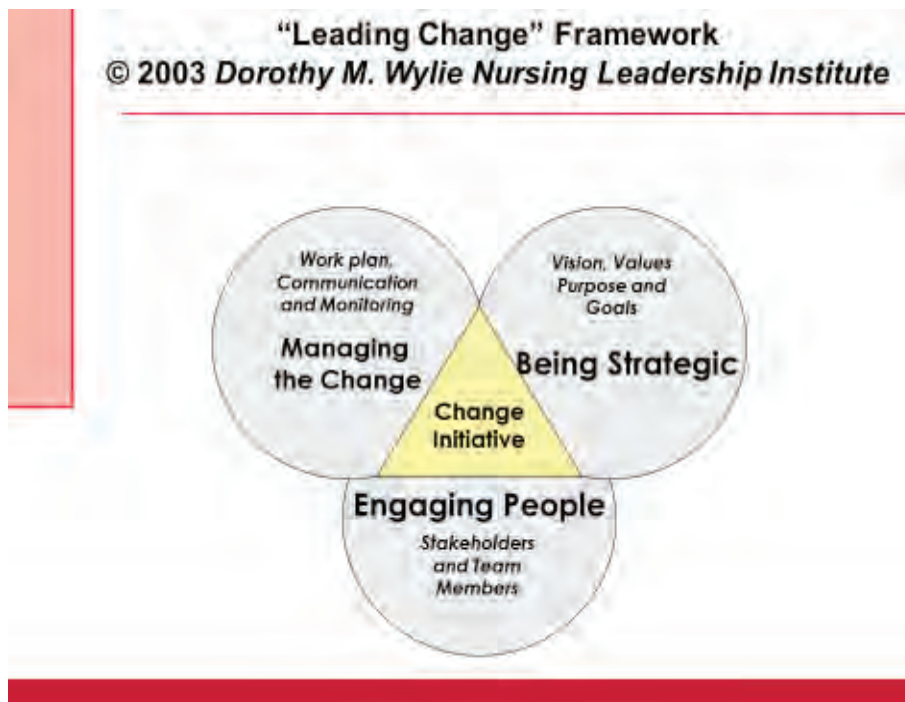 “Leading Change” Framework
© 2003 Dorothy M. Wylie Nursing Leadership Institute
Work plan,
Communication
and Monitoring
Managing
the Change
Vision, Values
Purpose and
Goals
Being Strategic
Change
Initiative
Engaging People
Stakeholders
and Team
Members